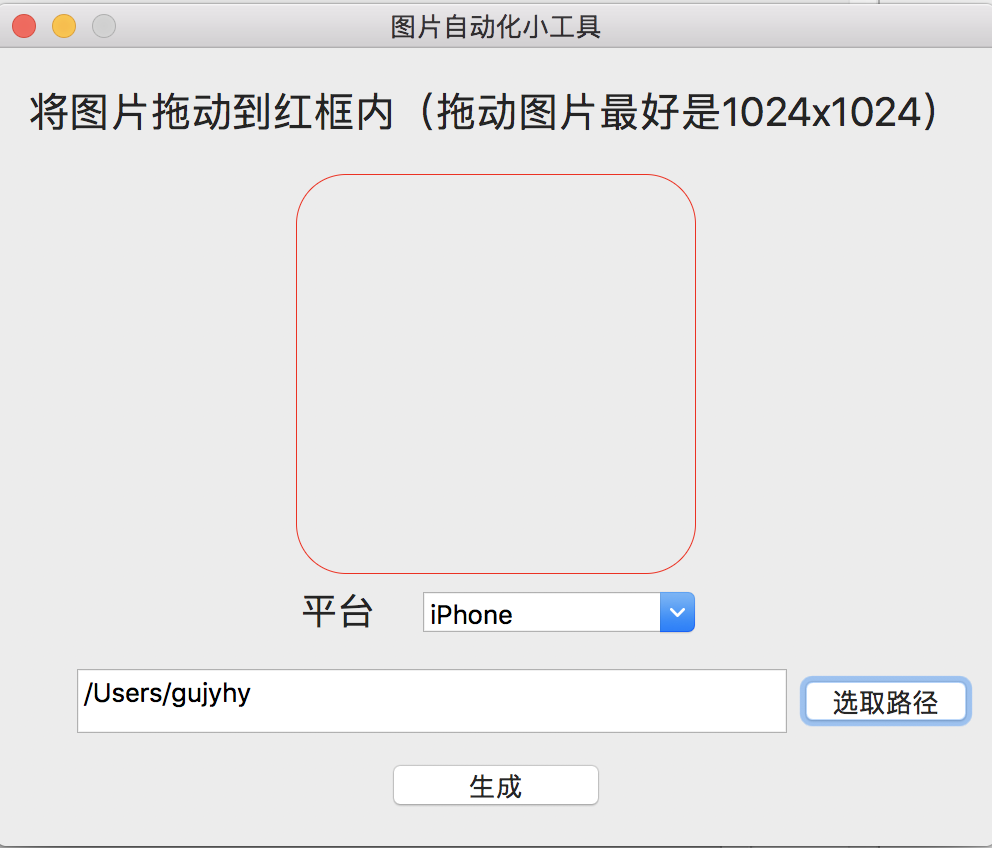 图片自动化小工具
将图片拖动到红框内（拖动图片最好是1024x1024）
平台
iPhone
/Users/gujyhy
选取路径
生成